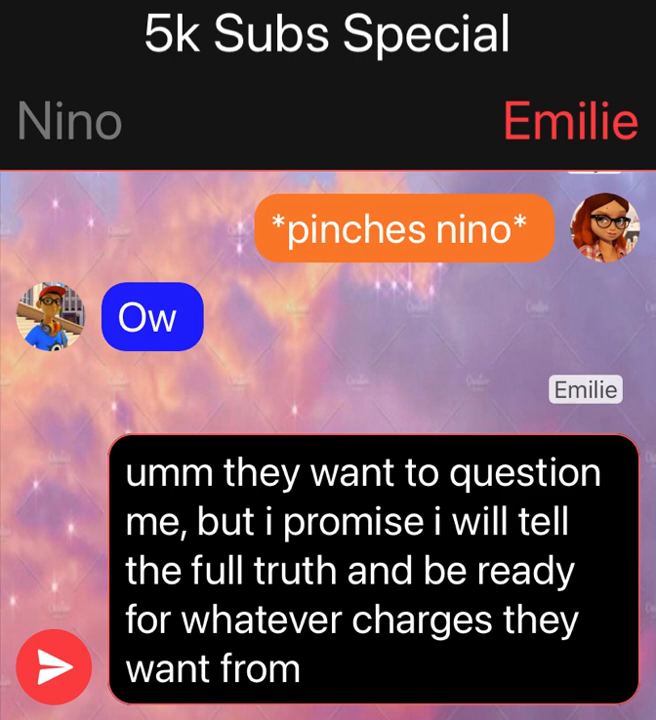 5k Subs Special
Nino
Emilie
*pinches nino*
Ow
Emilie
umm they want to question
me, but i promise i will tell
the full truth and be ready
for whatever charges they
want from